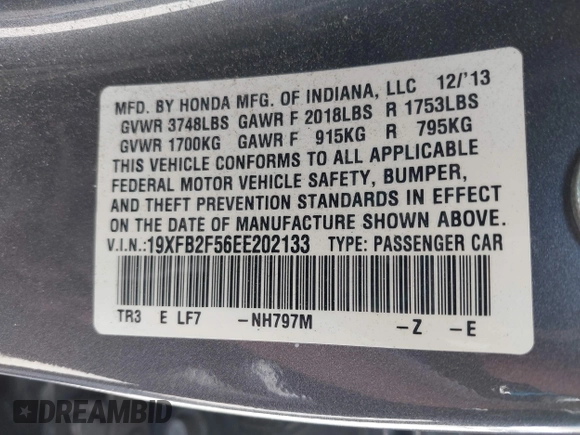 MFD. BY HONDA MFG. OF INDIANA, LLC 12/'13
GVWR 3748LBS GAWR F 2018LBS R 1753LBS
GVWR 1700KG GAWR F 915KG R 795KG
THIS VEHICLE CONFORMS TO ALL APPLICABLE
FEDERAL MOTOR VEHICLE SAFETY, BUMPER,
AND THEFT PREVENTION STANDARDS IN EFFECT
ON THE DATE OF MANUFACTURE SHOWN ABOVE.
V.I.N.:19XFB2F56EE202133 TYPE: PASSENGER CAR
TR3 E LF7 -NH797M -Z -E
DREAMBID